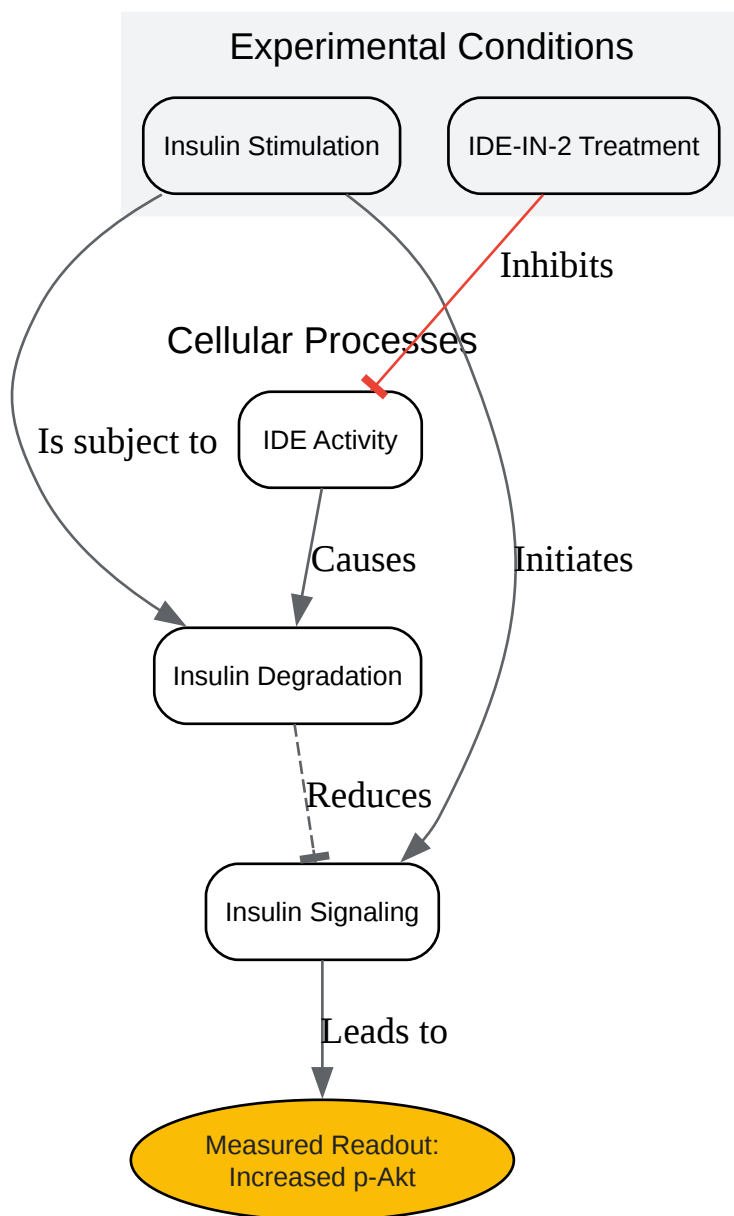 Experimental Conditions
Insulin Stimulation
IDE-IN-2 Treatment
Inhibits
Cellular Processes
IDE Activity
Is subject to
Causes
Initiates
Insulin Degradation
Reduces
Insulin Signaling
Leads to
Measured Readout:
Increased p-Akt